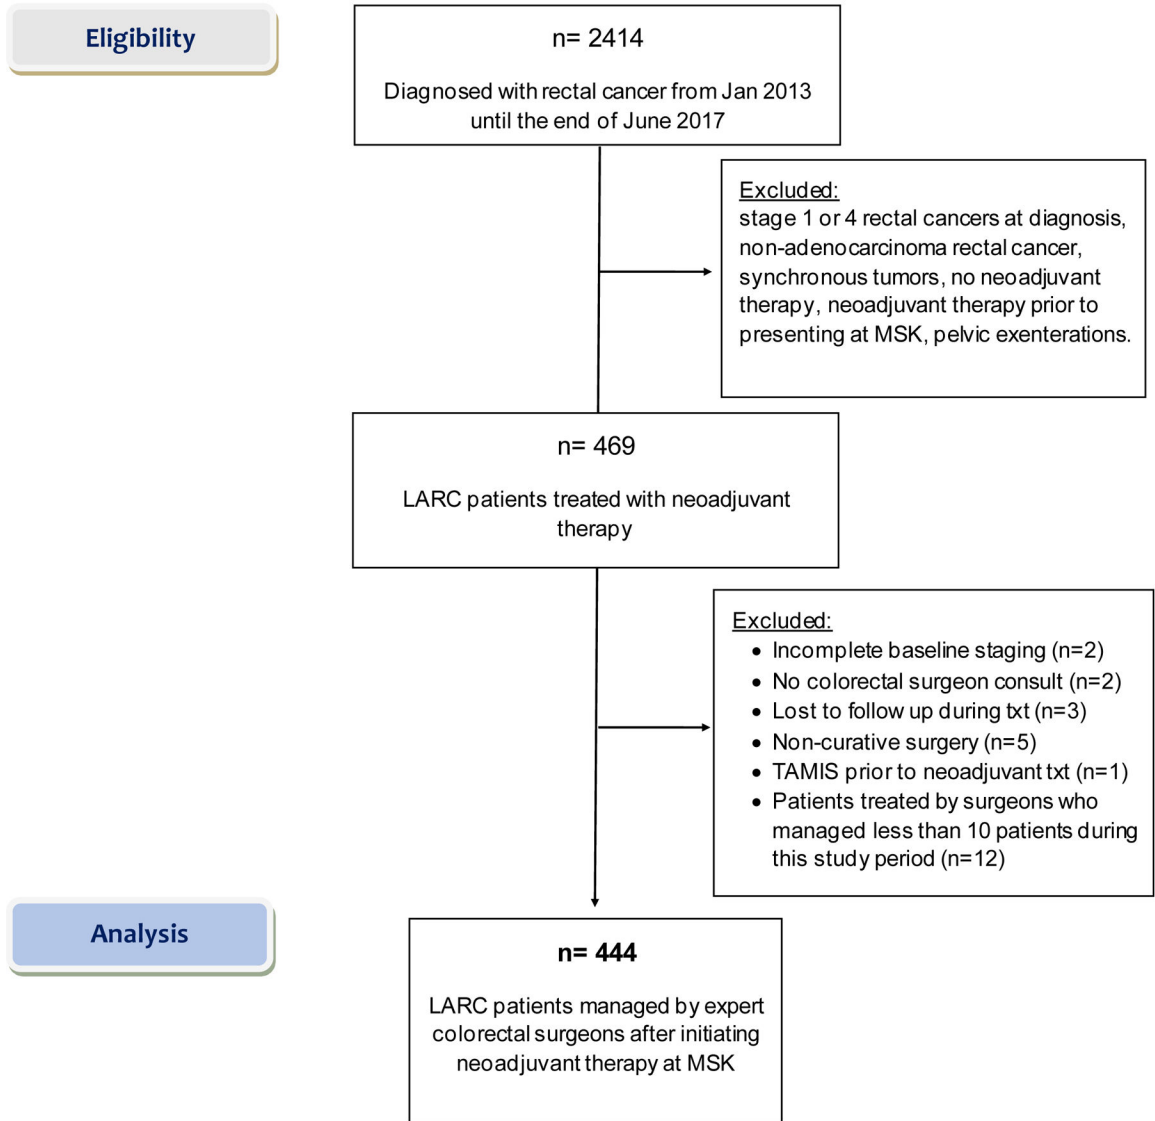 Eligibility
n= 2414
Diagnosed with rectal cancer from Jan 2013
until the end of June 2017
Excluded:
stage 1 or 4 rectal cancers at diagnosis,
non-adenocarcinoma rectal cancer,
synchronous tumors, no neoadjuvant
therapy, neoadjuvant therapy prior to
presenting at MSK, pelvic exenterations.
n= 469
LARC patients treated with neoadjuvant
therapy
Excluded:
• Incomplete baseline staging (n=2)
• No colorectal surgeon consult (n=2)
• Lost to follow up during txt (n=3)
• Non-curative surgery (n=5)
• TAMIS prior to neoadjuvant txt (n=1)
• Patients treated by surgeons who
managed less than 10 patients during
this study period (n=12)
Analysis
n= 444
LARC patients managed by expert
colorectal surgeons after initiating
neoadjuvant therapy at MSK